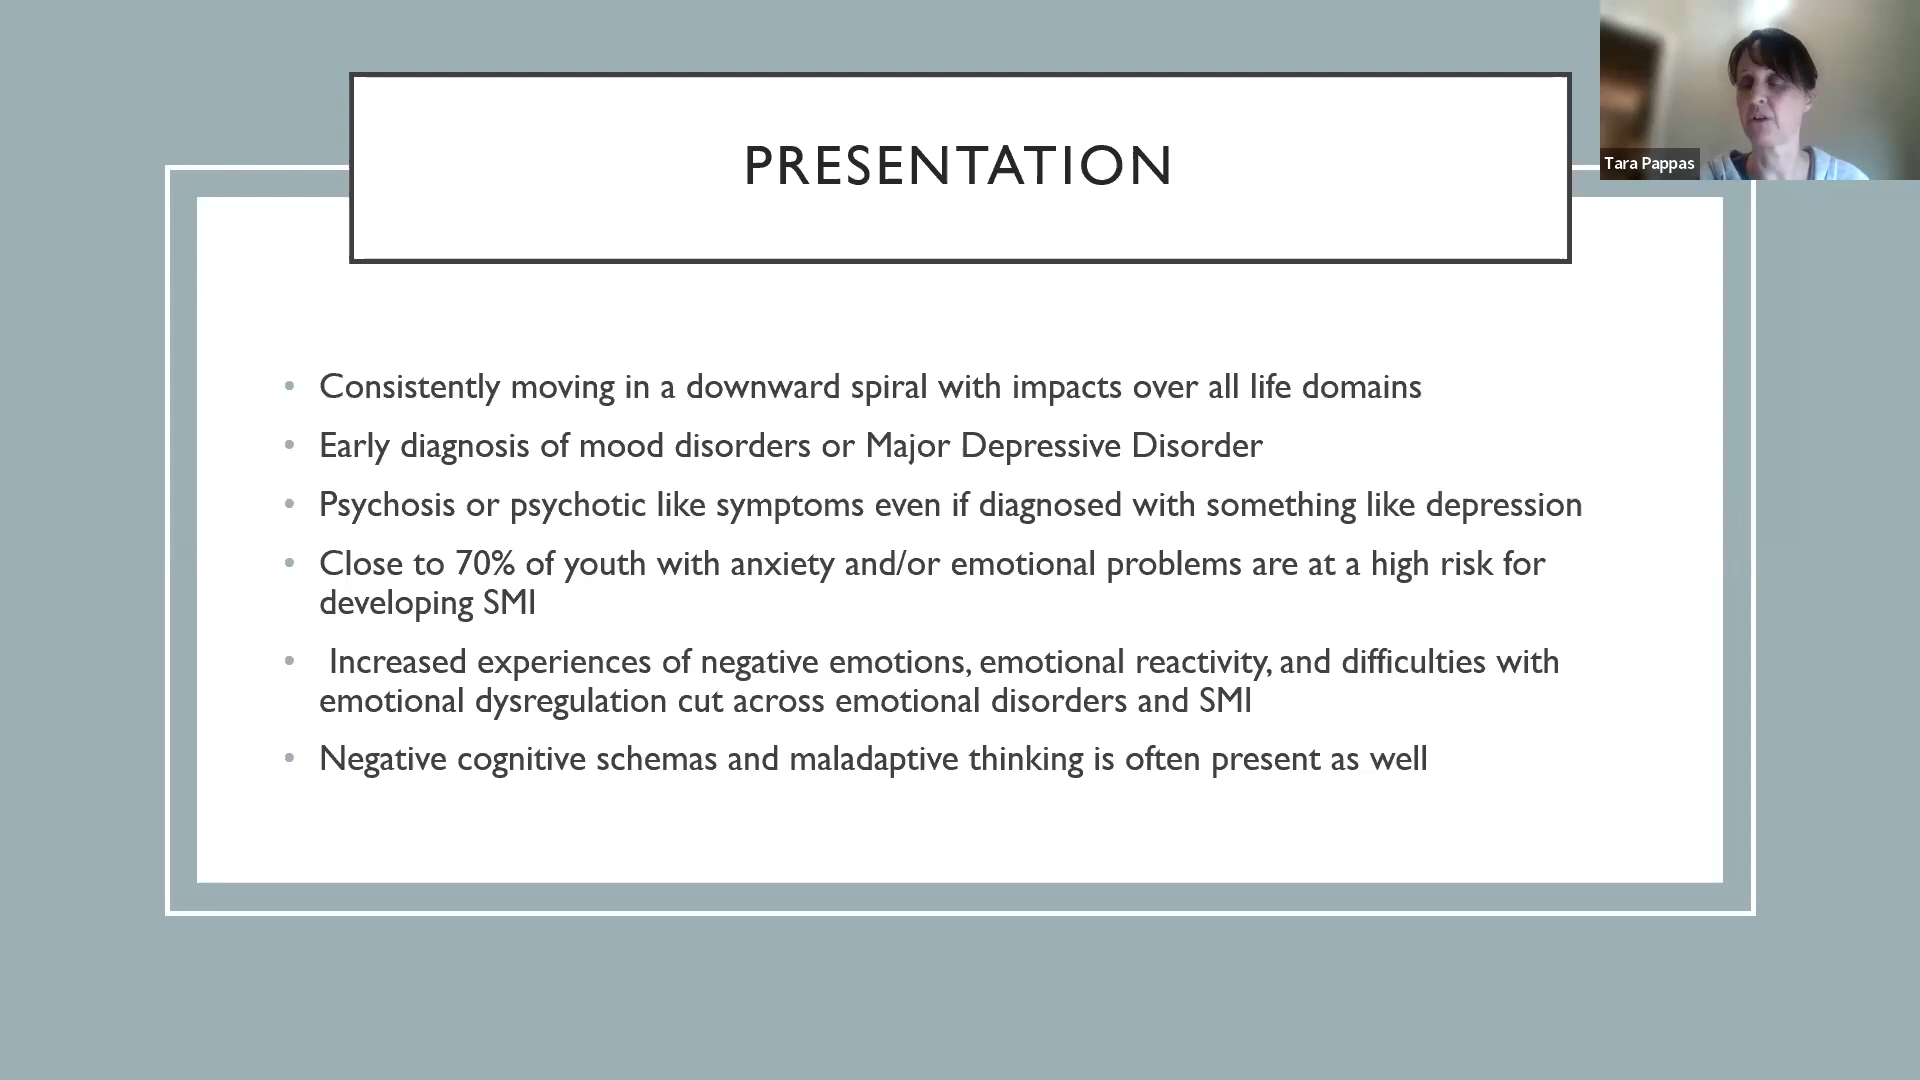 PRESENTATION
Tara Pappas
• Consistently moving in a downward spiral with impacts over all life domains
• Early diagnosis of mood disorders or Major Depressive Disorder
• Psychosis or psychotic like symptoms even if diagnosed with something like depression
• Close to 70% of youth with anxiety and/or emotional problems are at a high risk for
developing SMI
• Increased experiences of negative emotions, emotional reactivity, and difficulties with
emotional dysregulation cut across emotional disorders and SMI
• Negative cognitive schemas and maladaptive thinking is often present as well